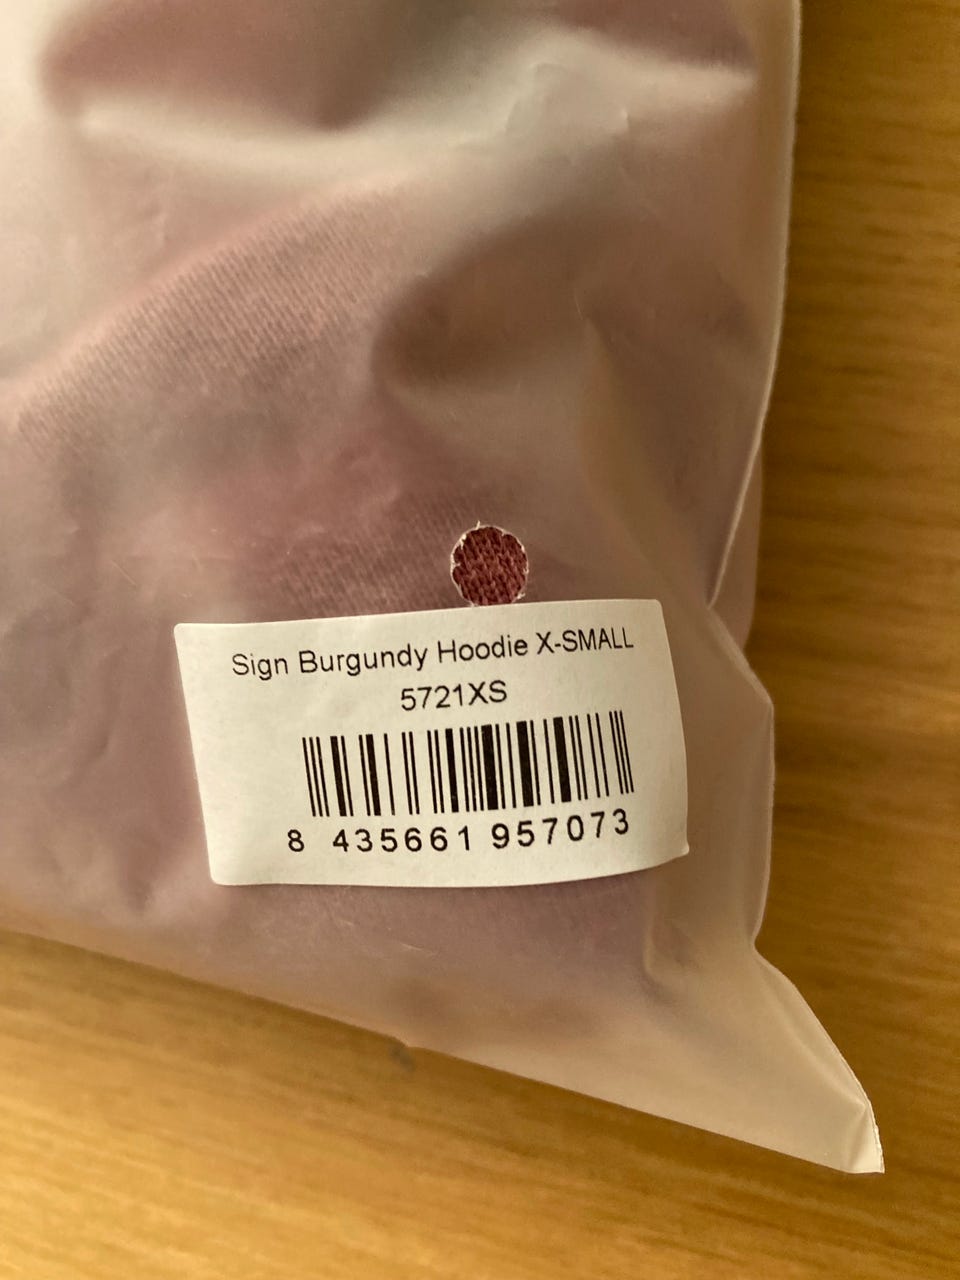 Sign Burgundy Hoodie X-SMALL
5721XS
8 435661 957073